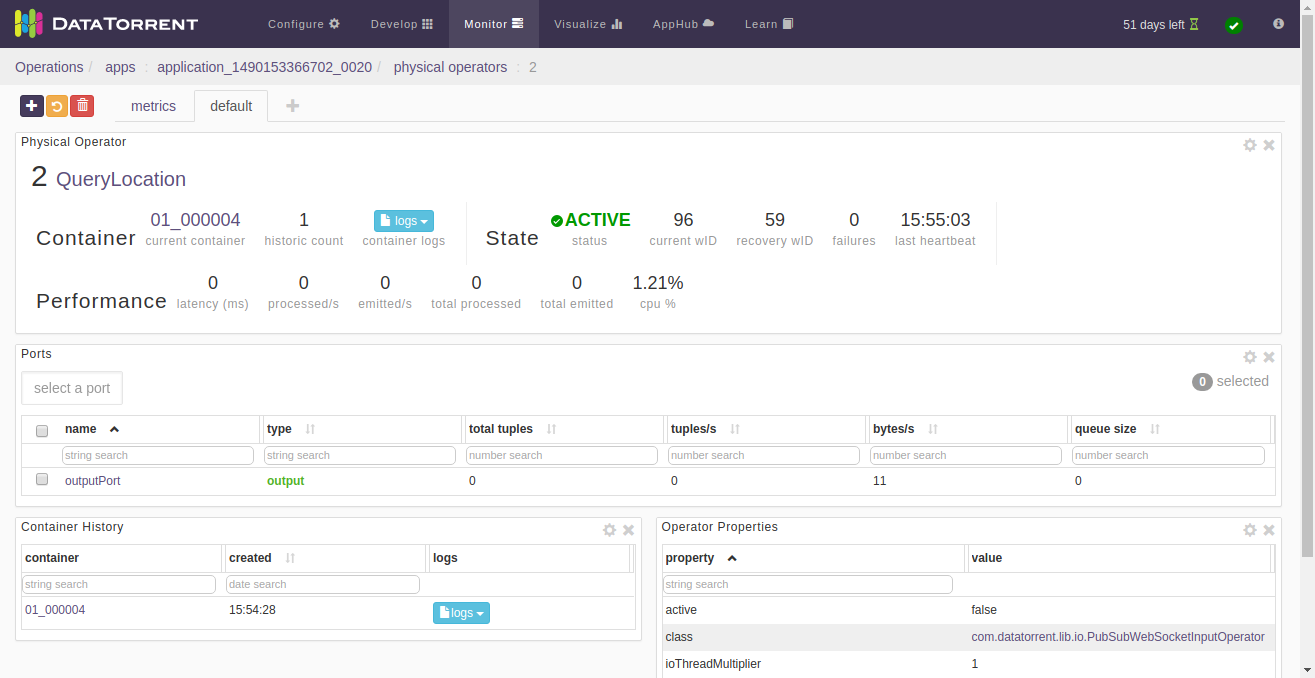 DATATORRENT Configure Develop Monitor Visualize AppHub Learn 51 days left
Operations / apps : application_1490153366702_0020 / physical operators : 2
metrics default
Physical Operator
2 QueryLocation
Container 01_000004 current container 1 historic count logs container logs State ACTIVE status 96 current wID 59 recovery wID 0 failures 15:55:03 last heartbeat
Performance 0 latency (ms) 0 processed/s 0 emitted/s 0 total processed 0 total emitted 1.21% cpu %
Ports
select a port 0 selected
name type total tuples tuples/s bytes/s queue size
string search string search number search number search number search number search
outputPort output 0 0 11 0
Container History
container created logs
string search date search
01_000004 15:54:28 logs
Operator Properties
property value
string search
active false
class com.datatorrent.lib.io.PubSubWebSocketInputOperator
ioThreadMultiplier 1